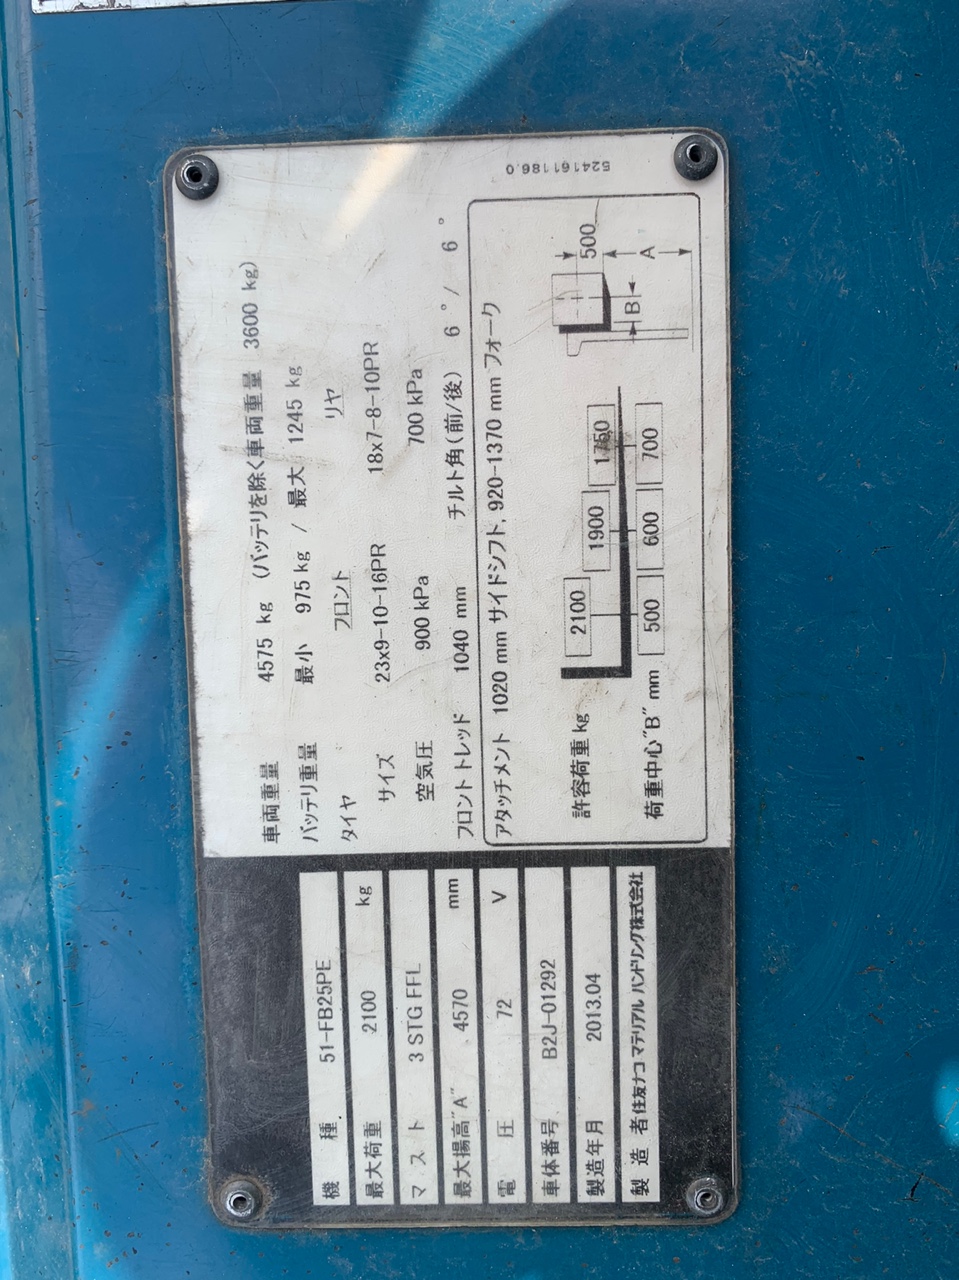 機種 51-FB25PE
最大荷重 2100 kg
マスト 3 STG FFL
最大揚高"A" 4570 mm
電圧 72 V
車体番号 B2J-01292
製造年月 2013.04
製造者 住友ナコ マテリアル ハンドリング株式会社
車両重量 4575 kg (バッテリを除く車両重量 3600 kg)
バッテリ重量 最小 975 kg / 最大 1245 kg
タイヤ フロント リヤ
サイズ 23x9-10-16PR 18x7-8-10PR
空気圧 900 kPa 700 kPa
フロントトレッド 1040 mm チルト角(前/後) 6° / 6°
アタッチメント 1020 mm サイドシフト, 920-1370 mm フォーク
許容荷重 kg 2100 1900 1750
荷重中心"B" mm 500 600 700
500
A
B
524161186.0